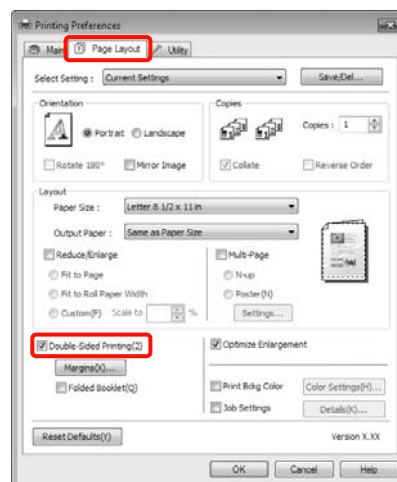 Printing Preferences
Main Page Layout Utility
Select Setting : Current Settings Save/Del...
Orientation Copies
Portrait Landscape Copies : 1
Rotate 180° Mirror Image Collate Reverse Order
Layout
Paper Size : Letter 8 1/2 x 11 in
Output Paper : Same as Paper Size
Reduce/Enlarge Multi-Page
Fit to Page N-up
Fit to Roll Paper Width Poster(N)
Custom(F) Scale to % Settings...
Double-Sided Printing(2) Optimize Enlargement
Margins(X)...
Folded Booklet(Q) Print Bckg Color Color Settings(H)...
Job Settings Details(K)...
Reset Defaults(Y) Version X.XX
OK Cancel Help